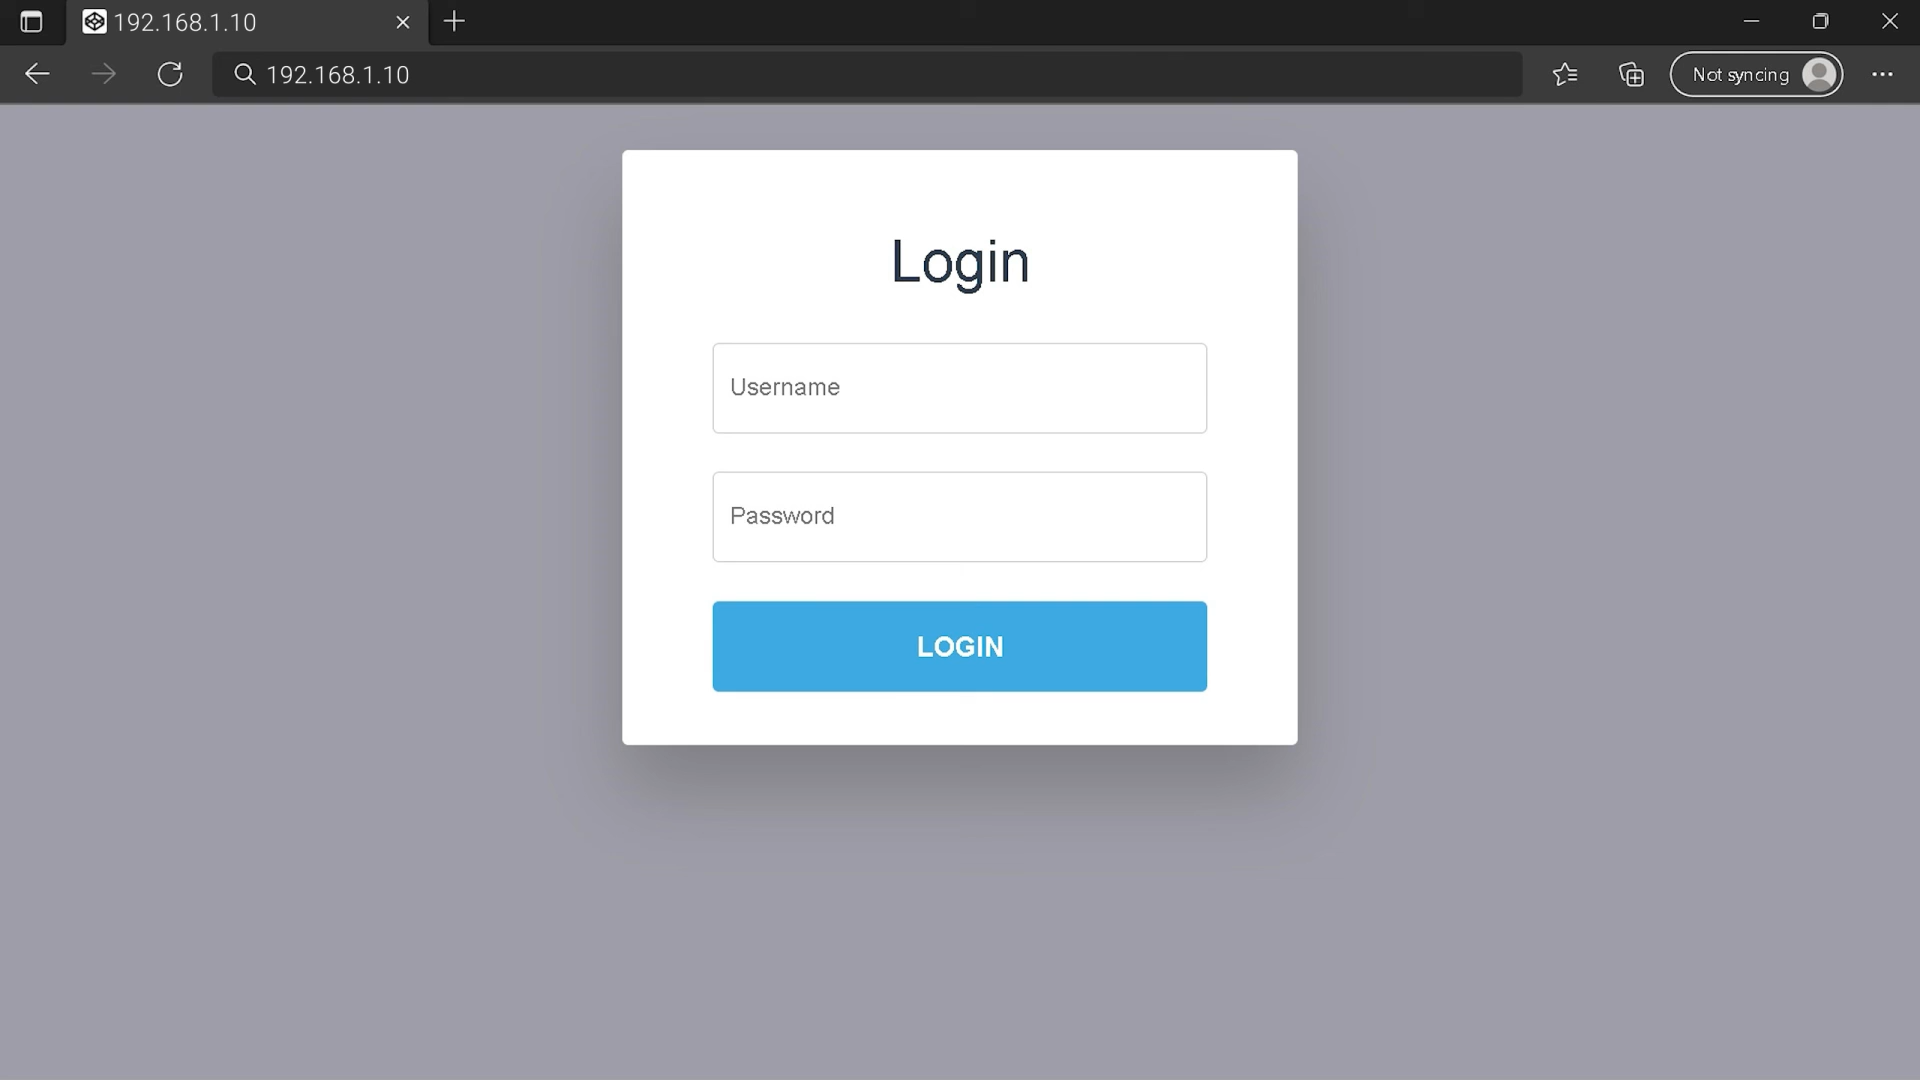 192.168.1.10
192.168.1.10
Not syncing
Login
Username
Password
LOGIN